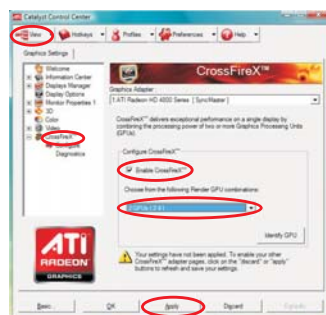 Catalyst Control Center
View
Hotkeys
Profiles
Preferences
Help
Graphics Settings
Welcome
Information Center
Displays Manager
Display Options
Monitor Properties 1
3D
Color
Video
CrossFireX
Configure
Diagnostics
CrossFireX™
Graphics Adapter:
1. ATI Radeon HD 4800 Series [ SyncMaster ]
CrossFireX™ delivers exceptional performance on a single display by
combining the processing power of two or more Graphics Processing Units
(GPUs).
Configure CrossFireX™
Enable CrossFireX™
Choose from the following Render GPU combinations:
Identify GPU
Your settings have not been applied. To enable your other
CrossFireX™ adapter pages, click on the "discard" or "apply"
buttons to refresh and save your settings.
ATI
RADEON
GRAPHICS
Basic...
OK
Apply
Discard
Defaults